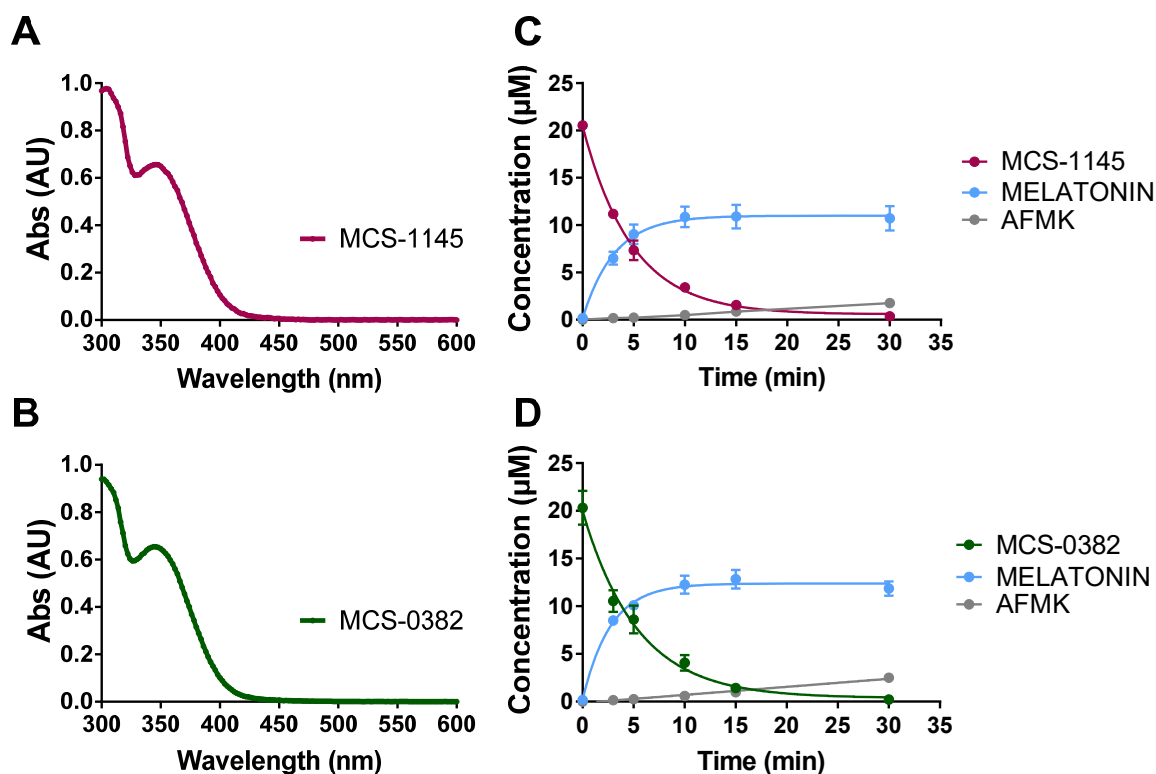 A
Abs (AU)
1.0
0.8
0.6
0.4
0.2
0.0
300 350 400 450 500 550 600
Wavelength (nm)
MCS-1145
C
Concentration (µM)
25
20
15
10
5
0
0 5 10 15 20 25 30 35
Time (min)
MCS-1145
MELATONIN
AFMK
B
Abs (AU)
1.0
0.8
0.6
0.4
0.2
0.0
300 350 400 450 500 550 600
Wavelength (nm)
MCS-0382
D
Concentration (µM)
25
20
15
10
5
0
0 5 10 15 20 25 30 35
Time (min)
MCS-0382
MELATONIN
AFMK